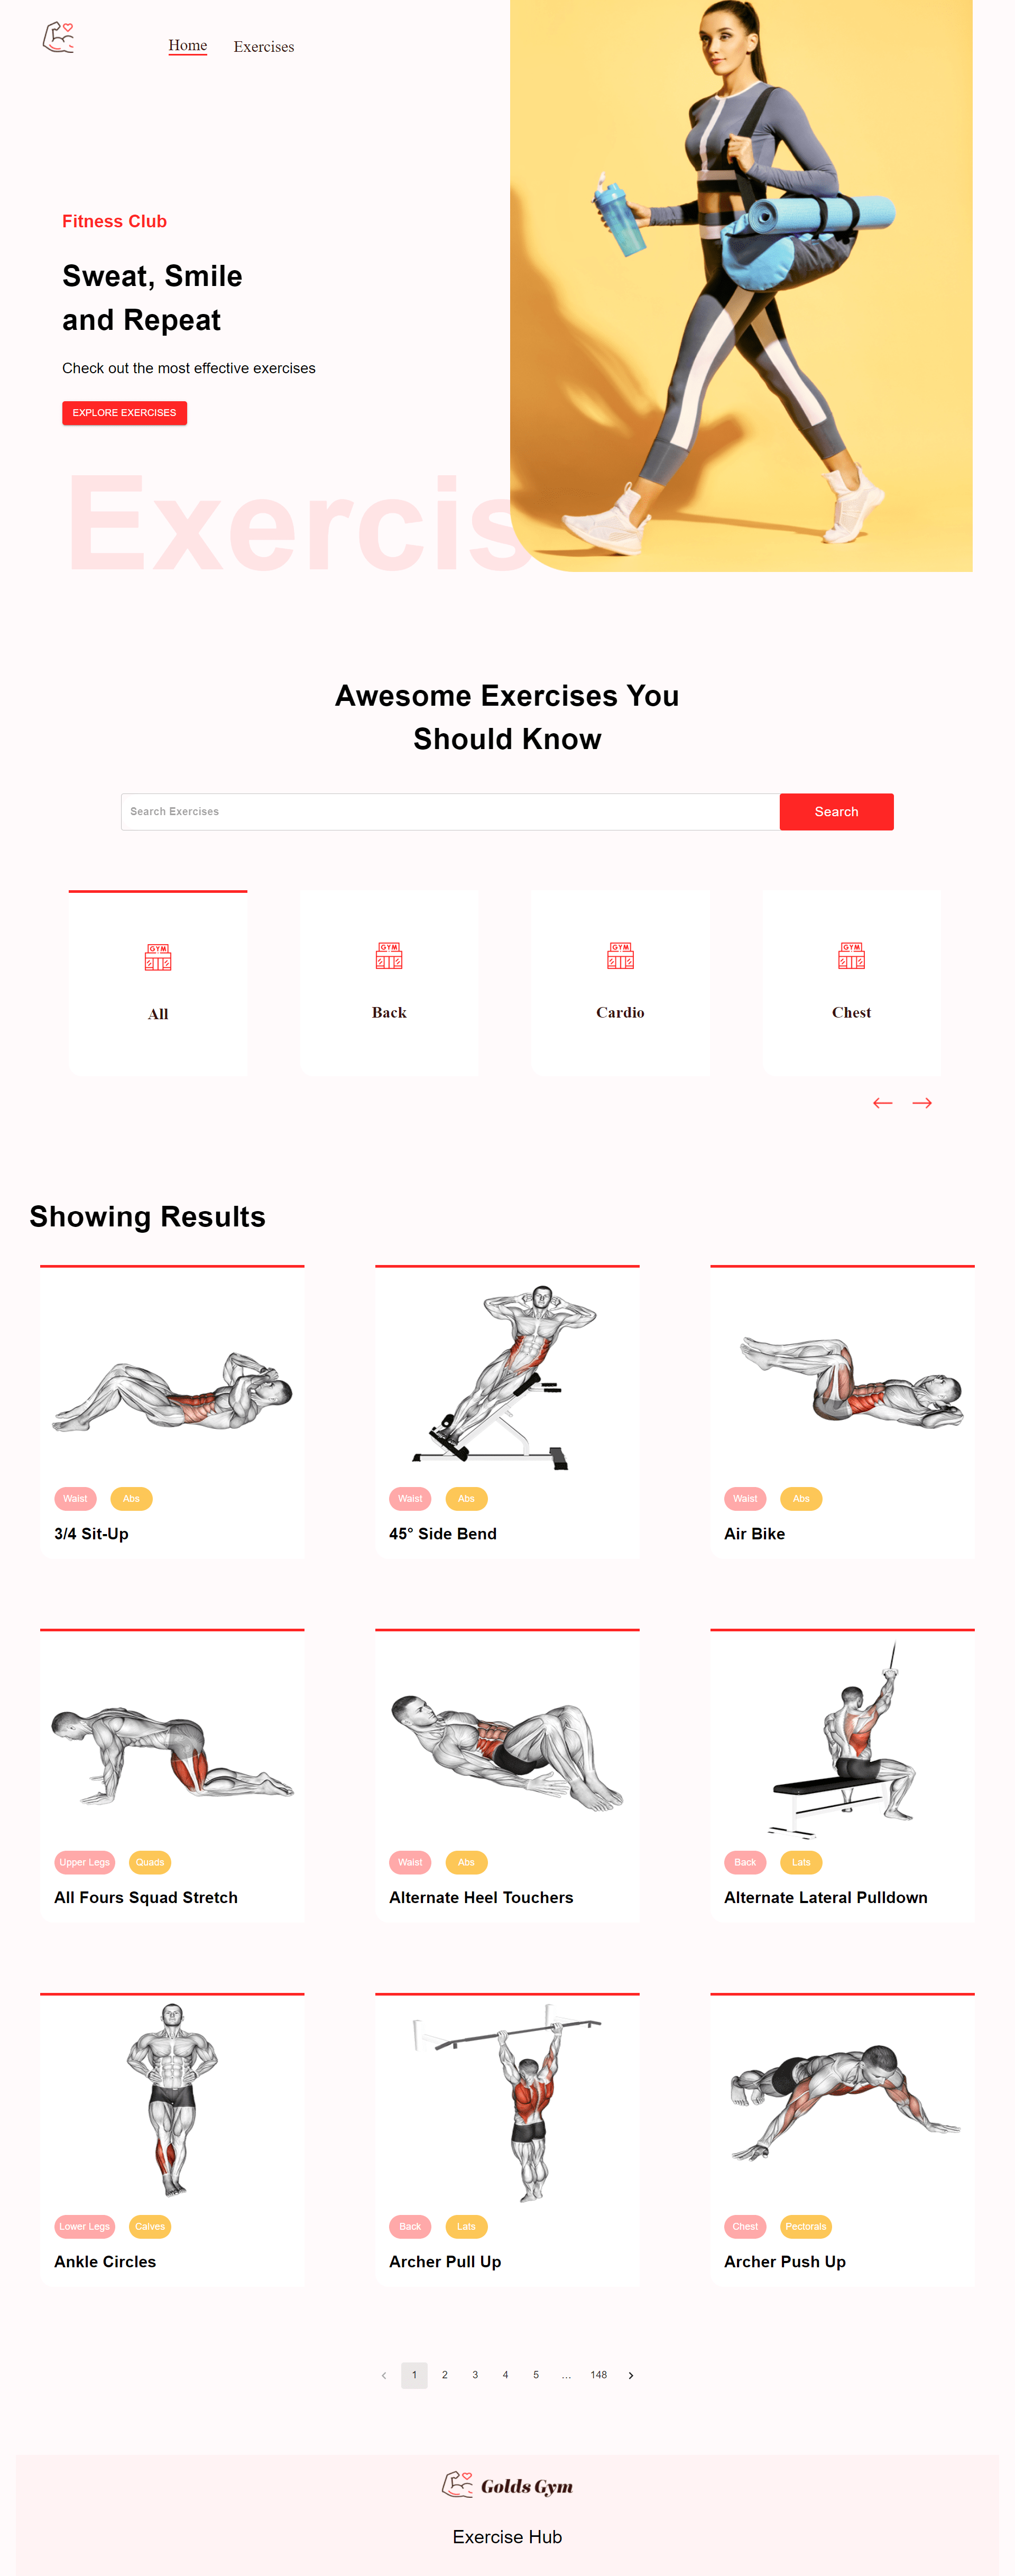 Home
Exercises
Fitness Club
Sweat, Smile
and Repeat
Check out the most effective exercises
EXPLORE EXERCISES
Exercis
Awesome Exercises You
Should Know
Search Exercises
Search
GYM
GYM
GYM
GYM
All
Back
Cardio
Chest
Showing Results
Waist
Abs
3/4 Sit-Up
Waist
Abs
45° Side Bend
Waist
Abs
Air Bike
Upper Legs
Quads
All Fours Squad Stretch
Waist
Abs
Alternate Heel Touchers
Back
Lats
Alternate Lateral Pulldown
Lower Legs
Calves
Ankle Circles
Back
Lats
Archer Pull Up
Chest
Pectorals
Archer Push Up
1 2 3 4 5 … 148
Golds Gym
Exercise Hub